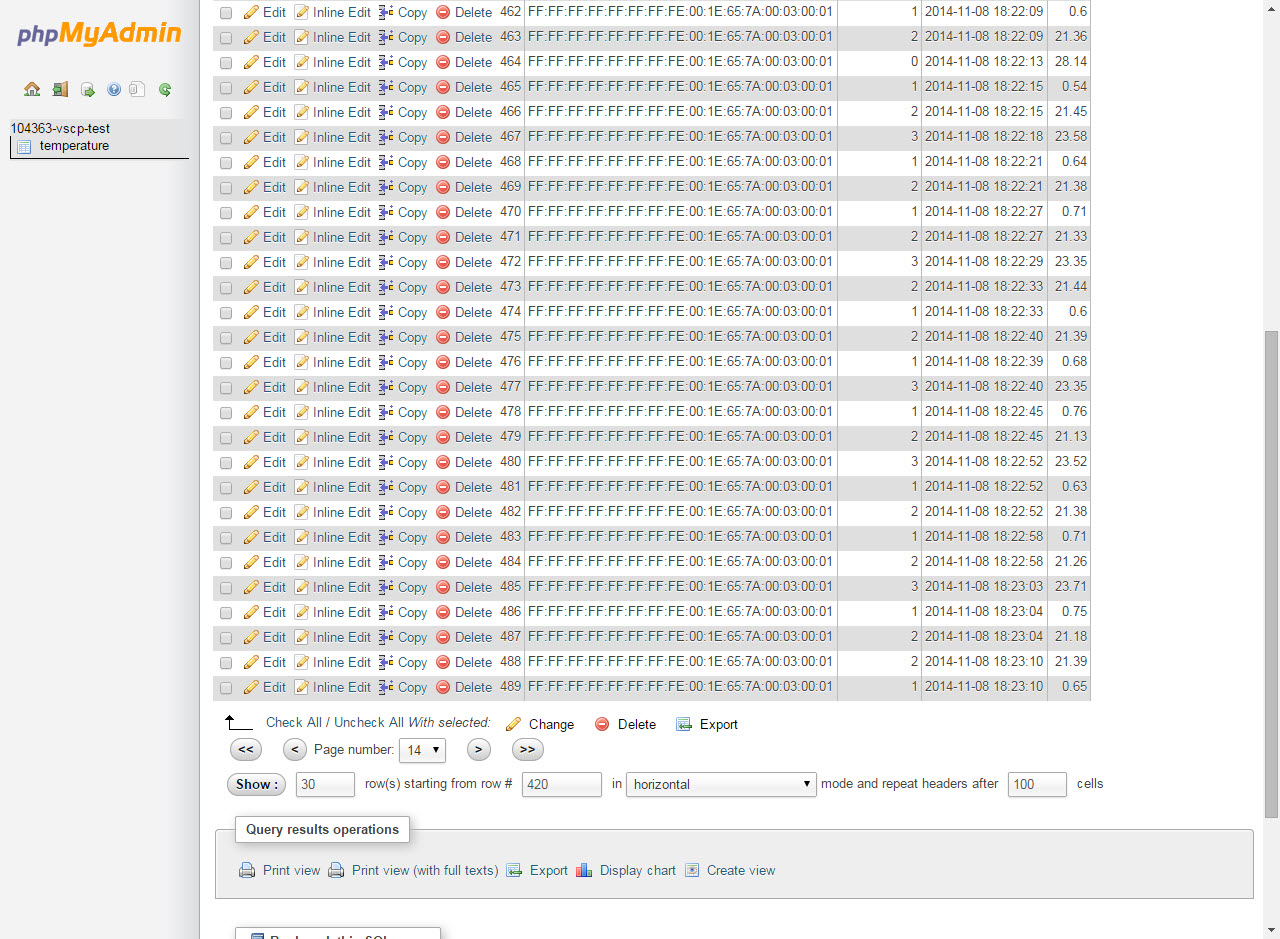 phpMyAdmin
104363-vscp-test
temperature
Edit Inline Edit Copy Delete 462 FF:FF:FF:FF:FF:FF:FF:FE:00:1E:65:7A:00:03:00:01 1 2014-11-08 18:22:09 0.6
Edit Inline Edit Copy Delete 463 FF:FF:FF:FF:FF:FF:FF:FE:00:1E:65:7A:00:03:00:01 2 2014-11-08 18:22:09 21.36
Edit Inline Edit Copy Delete 464 FF:FF:FF:FF:FF:FF:FF:FE:00:1E:65:7A:00:03:00:01 0 2014-11-08 18:22:13 28.14
Edit Inline Edit Copy Delete 465 FF:FF:FF:FF:FF:FF:FF:FE:00:1E:65:7A:00:03:00:01 1 2014-11-08 18:22:15 0.54
Edit Inline Edit Copy Delete 466 FF:FF:FF:FF:FF:FF:FF:FE:00:1E:65:7A:00:03:00:01 2 2014-11-08 18:22:15 21.45
Edit Inline Edit Copy Delete 467 FF:FF:FF:FF:FF:FF:FF:FE:00:1E:65:7A:00:03:00:01 3 2014-11-08 18:22:18 23.58
Edit Inline Edit Copy Delete 468 FF:FF:FF:FF:FF:FF:FF:FE:00:1E:65:7A:00:03:00:01 1 2014-11-08 18:22:21 0.64
Edit Inline Edit Copy Delete 469 FF:FF:FF:FF:FF:FF:FF:FE:00:1E:65:7A:00:03:00:01 2 2014-11-08 18:22:21 21.38
Edit Inline Edit Copy Delete 470 FF:FF:FF:FF:FF:FF:FF:FE:00:1E:65:7A:00:03:00:01 1 2014-11-08 18:22:27 0.71
Edit Inline Edit Copy Delete 471 FF:FF:FF:FF:FF:FF:FF:FE:00:1E:65:7A:00:03:00:01 2 2014-11-08 18:22:27 21.33
Edit Inline Edit Copy Delete 472 FF:FF:FF:FF:FF:FF:FF:FE:00:1E:65:7A:00:03:00:01 3 2014-11-08 18:22:29 23.35
Edit Inline Edit Copy Delete 473 FF:FF:FF:FF:FF:FF:FF:FE:00:1E:65:7A:00:03:00:01 2 2014-11-08 18:22:33 21.44
Edit Inline Edit Copy Delete 474 FF:FF:FF:FF:FF:FF:FF:FE:00:1E:65:7A:00:03:00:01 1 2014-11-08 18:22:33 0.6
Edit Inline Edit Copy Delete 475 FF:FF:FF:FF:FF:FF:FF:FE:00:1E:65:7A:00:03:00:01 2 2014-11-08 18:22:40 21.39
Edit Inline Edit Copy Delete 476 FF:FF:FF:FF:FF:FF:FF:FE:00:1E:65:7A:00:03:00:01 1 2014-11-08 18:22:39 0.68
Edit Inline Edit Copy Delete 477 FF:FF:FF:FF:FF:FF:FF:FE:00:1E:65:7A:00:03:00:01 3 2014-11-08 18:22:40 23.35
Edit Inline Edit Copy Delete 478 FF:FF:FF:FF:FF:FF:FF:FE:00:1E:65:7A:00:03:00:01 1 2014-11-08 18:22:45 0.76
Edit Inline Edit Copy Delete 479 FF:FF:FF:FF:FF:FF:FF:FE:00:1E:65:7A:00:03:00:01 2 2014-11-08 18:22:45 21.13
Edit Inline Edit Copy Delete 480 FF:FF:FF:FF:FF:FF:FF:FE:00:1E:65:7A:00:03:00:01 3 2014-11-08 18:22:52 23.52
Edit Inline Edit Copy Delete 481 FF:FF:FF:FF:FF:FF:FF:FE:00:1E:65:7A:00:03:00:01 1 2014-11-08 18:22:52 0.63
Edit Inline Edit Copy Delete 482 FF:FF:FF:FF:FF:FF:FF:FE:00:1E:65:7A:00:03:00:01 2 2014-11-08 18:22:52 21.38
Edit Inline Edit Copy Delete 483 FF:FF:FF:FF:FF:FF:FF:FE:00:1E:65:7A:00:03:00:01 1 2014-11-08 18:22:58 0.71
Edit Inline Edit Copy Delete 484 FF:FF:FF:FF:FF:FF:FF:FE:00:1E:65:7A:00:03:00:01 2 2014-11-08 18:22:58 21.26
Edit Inline Edit Copy Delete 485 FF:FF:FF:FF:FF:FF:FF:FE:00:1E:65:7A:00:03:00:01 3 2014-11-08 18:23:03 23.71
Edit Inline Edit Copy Delete 486 FF:FF:FF:FF:FF:FF:FF:FE:00:1E:65:7A:00:03:00:01 1 2014-11-08 18:23:04 0.75
Edit Inline Edit Copy Delete 487 FF:FF:FF:FF:FF:FF:FF:FE:00:1E:65:7A:00:03:00:01 2 2014-11-08 18:23:04 21.18
Edit Inline Edit Copy Delete 488 FF:FF:FF:FF:FF:FF:FF:FE:00:1E:65:7A:00:03:00:01 2 2014-11-08 18:23:10 21.39
Edit Inline Edit Copy Delete 489 FF:FF:FF:FF:FF:FF:FF:FE:00:1E:65:7A:00:03:00:01 1 2014-11-08 18:23:10 0.65
Check All / Uncheck All With selected: Change Delete Export
<< < Page number: 14 > >>
Show : 30 row(s) starting from row # 420 in horizontal mode and repeat headers after 100 cells
Query results operations
Print view Print view (with full texts) Export Display chart Create view